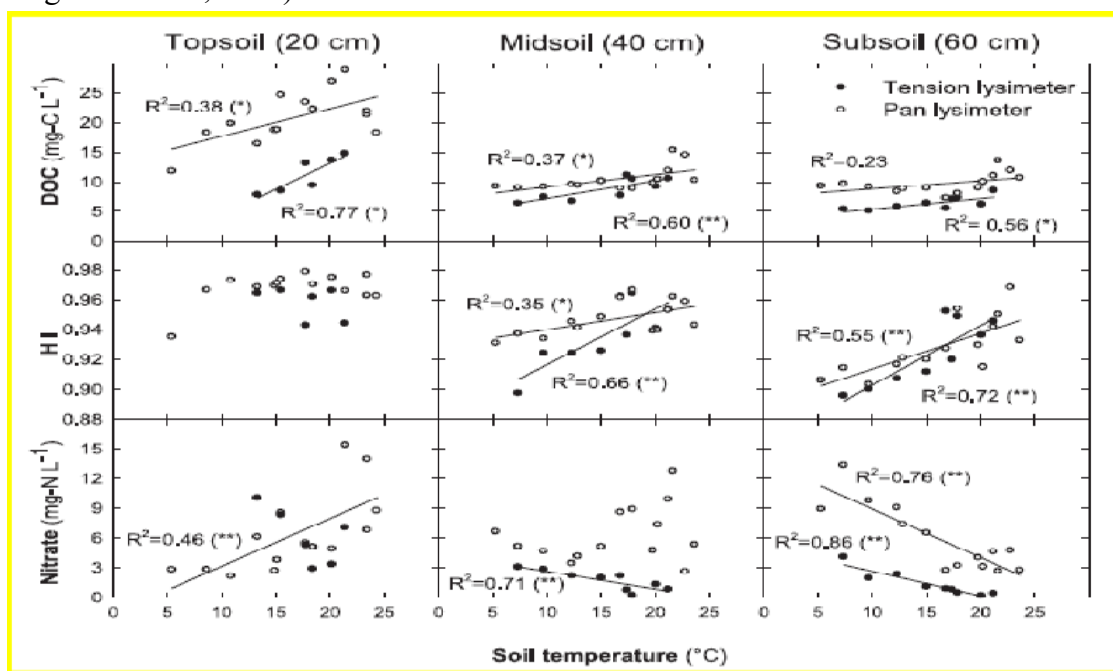 Topsoil (20 cm) Midsoil (40 cm) Subsoil (60 cm)
DOC (mg-C L⁻¹)
25
20
15
10
5
0
R²=0.38 (*)
R²=0.77 (*)
R²=0.37 (*)
R²=0.60 (**)
Tension lysimeter
Pan lysimeter
R²=0.23
R²= 0.56 (*)
HI
0.98
0.96
0.94
0.92
0.90
0.88
R²=0.35 (*)
R²=0.66 (**)
R²=0.55 (**)
R²=0.72 (**)
Nitrate (mg-N L⁻¹)
15
12
9
6
3
0
R²=0.46 (**)
R²=0.71 (**)
R²=0.76 (**)
R²=0.86 (**)
0 5 10 15 20 25 0 5 10 15 20 25 0 5 10 15 20 25
Soil temperature (°C)